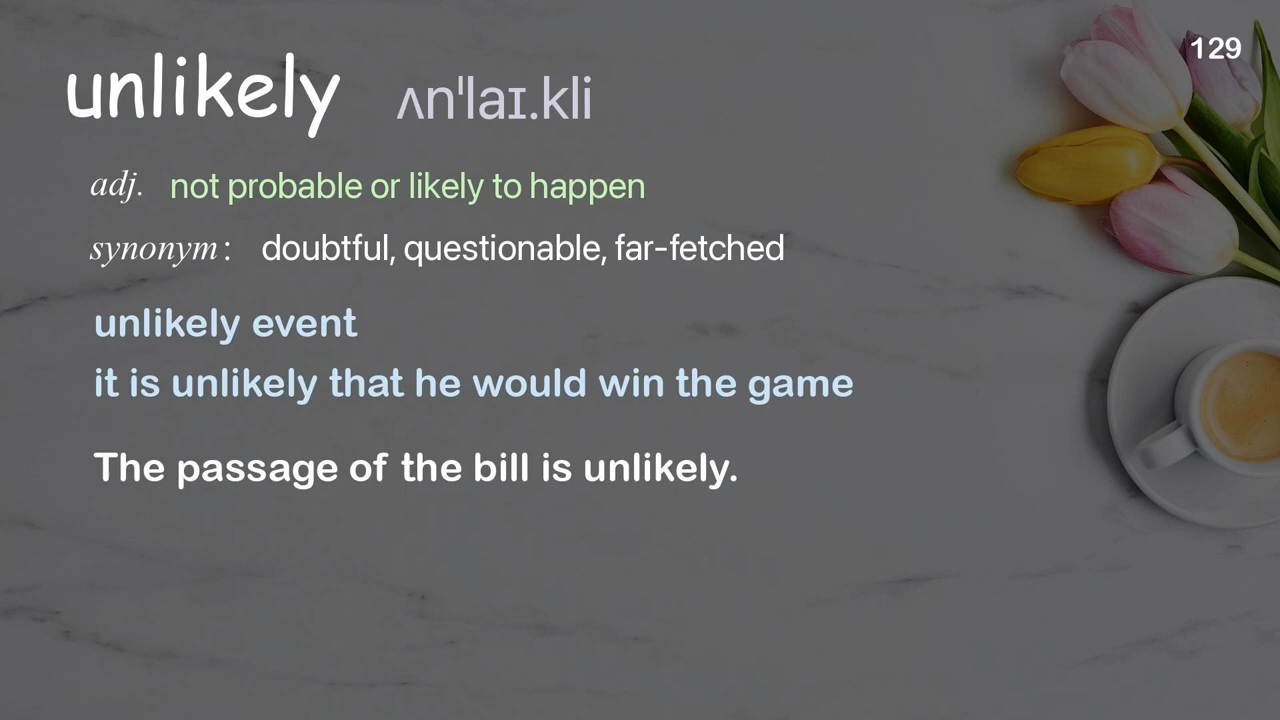 129
unlikely ʌnˈlaɪ.kli
adj. not probable or likely to happen
synonym: doubtful, questionable, far-fetched
unlikely event
it is unlikely that he would win the game
The passage of the bill is unlikely.